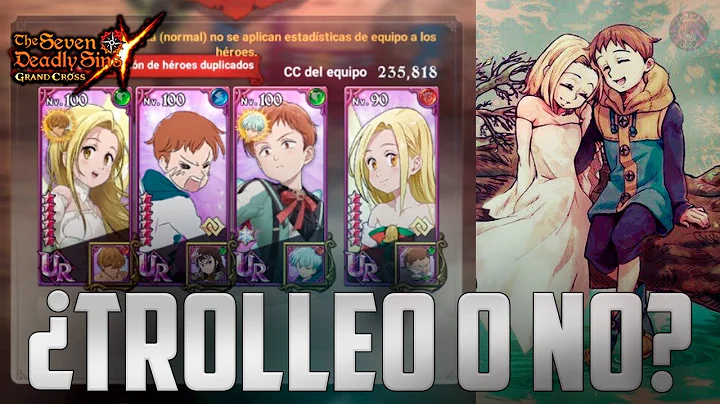 The Seven
Deadly Sins
GRAND CROSS
a (normal) no se aplican estadísticas de equipo a los
héroes.
ón de héroes duplicados
CC del equipo 235,818
Nv. 100
Nv. 100
Nv. 100
Nv. 90
UR
UR
UR
UR
¿TROLLEO O NO?